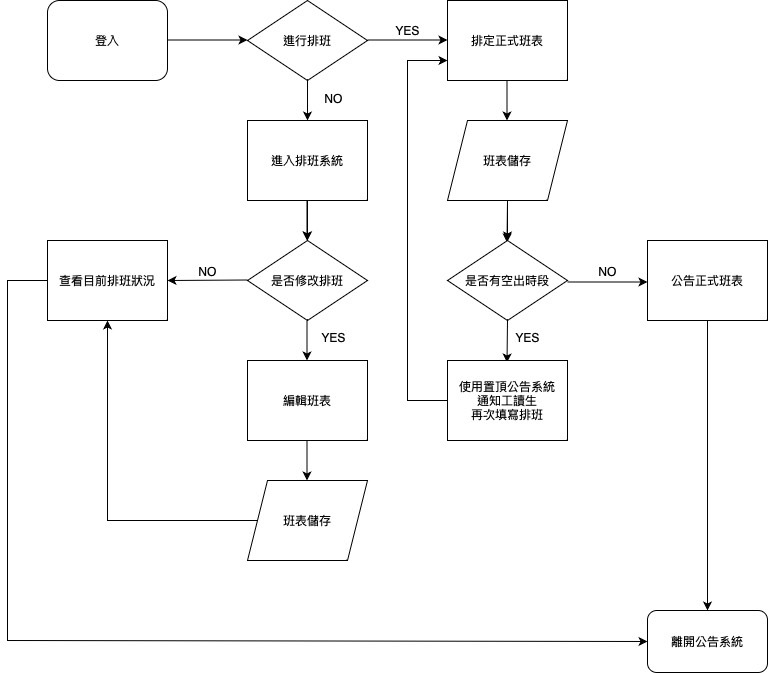 登入
進行排班
YES
排定正式班表
NO
進入排班系統
班表儲存
查看目前排班狀況
NO
是否修改排班
是否有空出時段
NO
公告正式班表
YES
YES
編輯班表
使用置頂公告系統
通知工讀生
再次填寫排班
班表儲存
離開公告系統